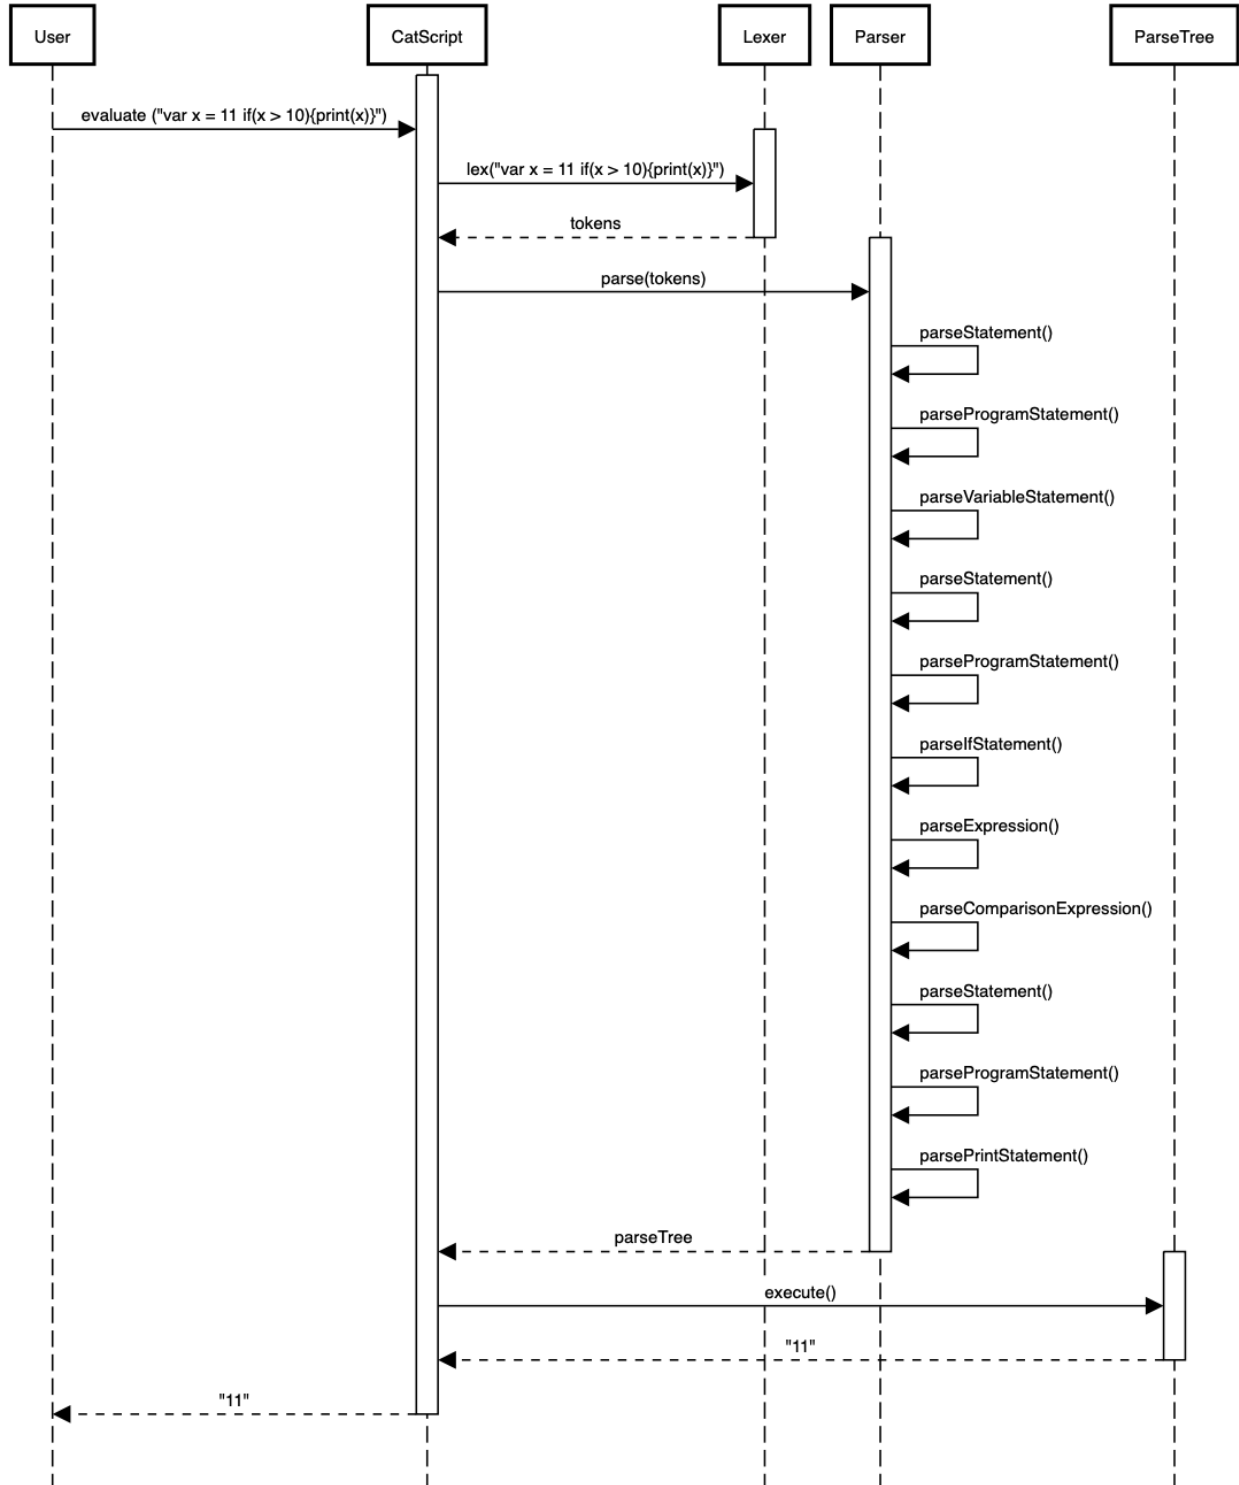 User
CatScript
Lexer
Parser
ParseTree
evaluate ("var x = 11 if(x > 10){print(x)}")
lex("var x = 11 if(x > 10){print(x)}")
tokens
parse(tokens)
parseStatement()
parseProgramStatement()
parseVariableStatement()
parseStatement()
parseProgramStatement()
parseIfStatement()
parseExpression()
parseComparisonExpression()
parseStatement()
parseProgramStatement()
parsePrintStatement()
parseTree
execute()
"11"
"11"